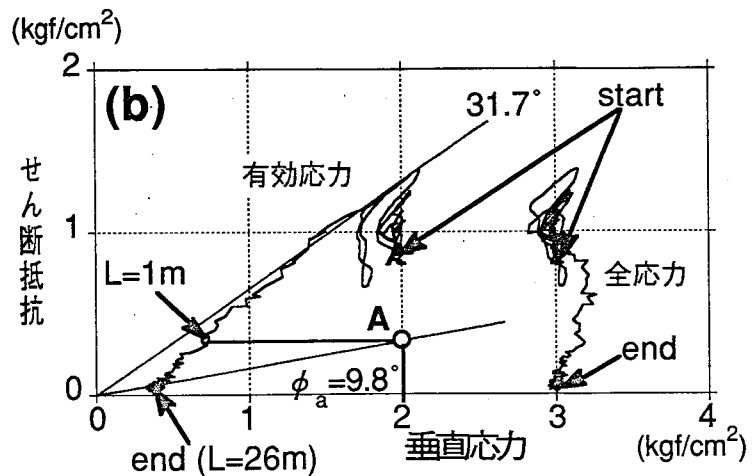 (kgf/cm²)
2
(b)
31.7°
start
有効応力
せん断抵抗
1
L=1m
A
全応力
end
ϕa=9.8°
0
0
1
2
3
4
垂直応力
(kgf/cm²)
end (L=26m)